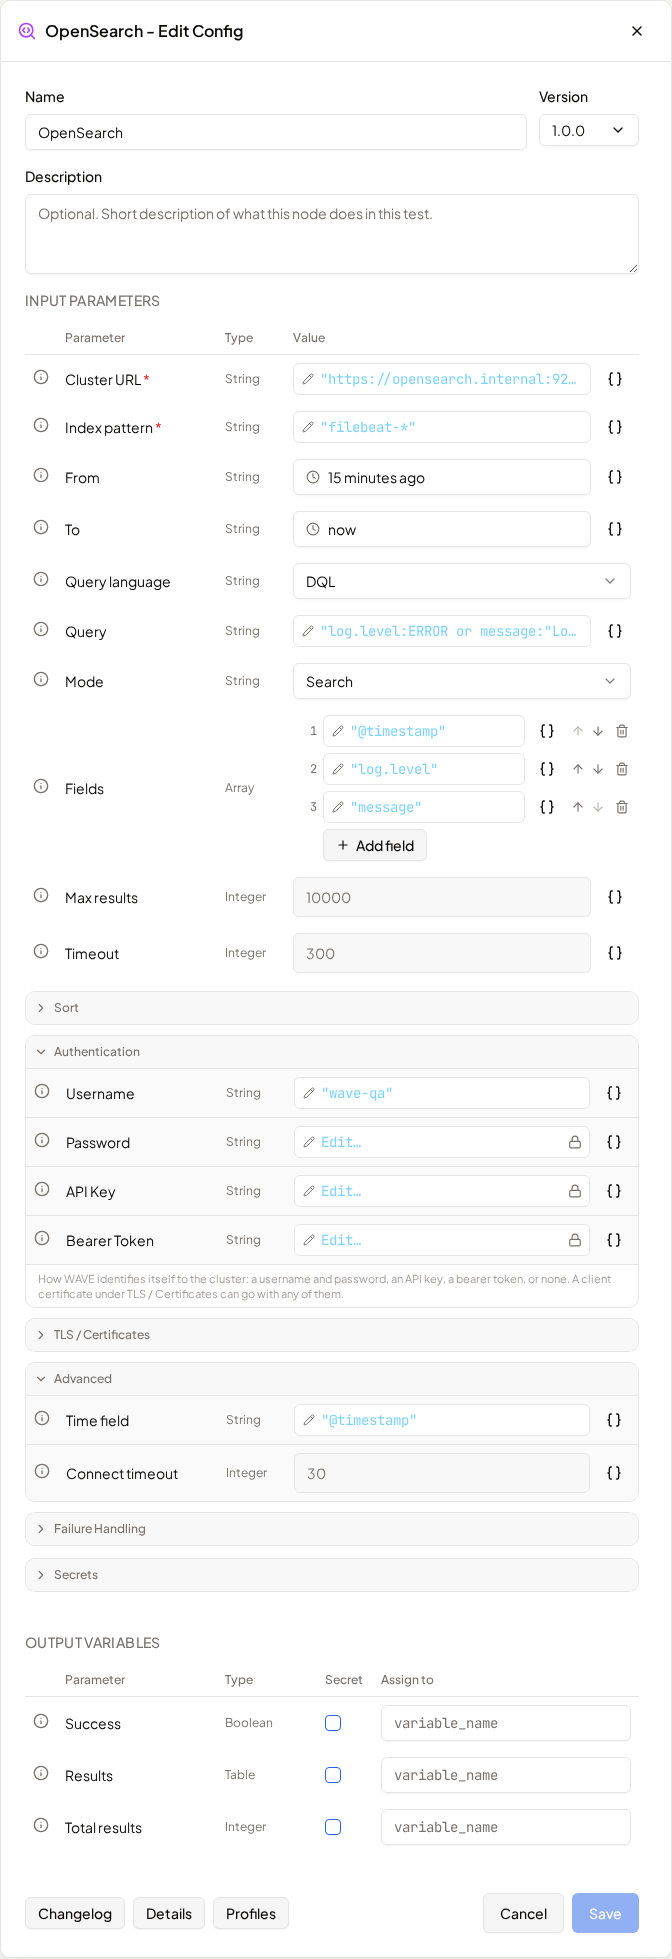 OpenSearch - Edit Config
Name
Version
OpenSearch
1.0.0
Description
Optional. Short description of what this node does in this test.
INPUT PARAMETERS
Parameter Type Value
Cluster URL * String "https://opensearch.internal:92… {}
Index pattern * String "filebeat-*" {}
From String 15 minutes ago {}
To String now {}
Query language String DQL
Query String "log.level:ERROR or message:"Lo… {}
Mode String Search
1 "@timestamp" {}
2 "log.level" {}
Fields Array
3 "message" {}
Add field
Max results Integer 10000 {}
Timeout Integer 300 {}
Sort
Authentication
Username String "wave-qa" {}
Password String Edit… {}
API Key String Edit… {}
Bearer Token String Edit… {}
How WAVE identifies itself to the cluster: a username and password, an API key, a bearer token, or none. A client
certificate under TLS / Certificates can go with any of them.
TLS / Certificates
Advanced
Time field String "@timestamp" {}
Connect timeout Integer 30 {}
Failure Handling
Secrets
OUTPUT VARIABLES
Parameter Type Secret Assign to
Success Boolean variable_name
Results Table variable_name
Total results Integer variable_name
Changelog Details Profiles Cancel Save